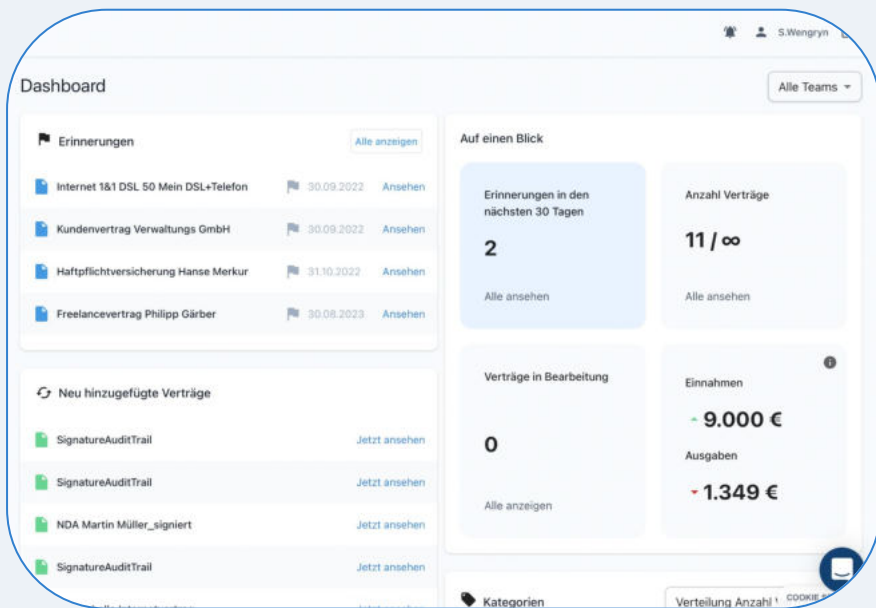 S.Wengryn
Dashboard
Alle Teams
Erinnerungen
Alle anzeigen
Internet 1&1 DSL 50 Mein DSL+Telefon 30.09.2022 Ansehen
Kundenvertrag Verwaltungs GmbH 30.09.2022 Ansehen
Haftpflichtversicherung Hanse Merkur 31.10.2022 Ansehen
Freelancevertrag Philipp Gärber 30.08.2023 Ansehen
Neu hinzugefügte Verträge
SignatureAuditTrail Jetzt ansehen
SignatureAuditTrail Jetzt ansehen
NDA Martin Müller_signiert Jetzt ansehen
SignatureAuditTrail Jetzt ansehen
Auf einen Blick
Erinnerungen in den
nächsten 30 Tagen
2
Alle ansehen
Anzahl Verträge
11 / ∞
Alle ansehen
Verträge in Bearbeitung
0
Alle anzeigen
Einnahmen
9.000 €
Ausgaben
1.349 €
Kategorien
Verteilung Anzahl
COOKIE